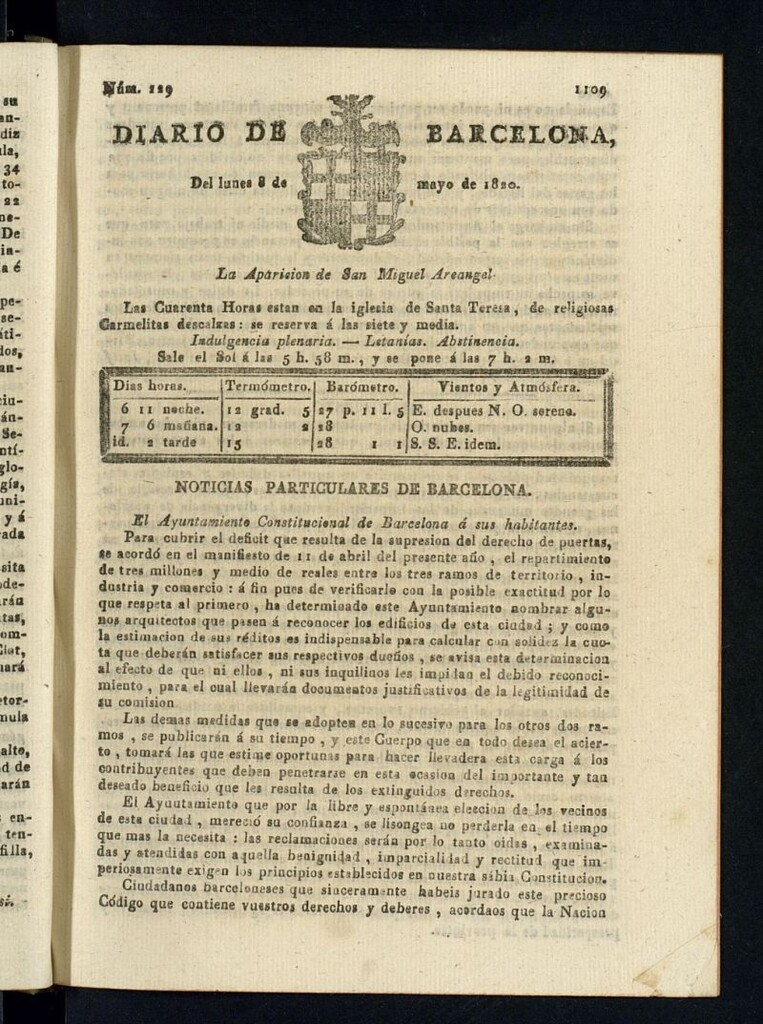 Núm. 129 1109
DIARIO DE BARCELONA,
Del lunes 8 de mayo de 1820.
La Aparicion de San Miguel Arcangel.
Las Cuarenta Horas estan en la iglesia de Santa Teresa, de religiosas
Carmelitas descalzas: se reserva á las siete y media.
Indulgencia plenaria. — Letanías. Abstinencia.
Sale el Sol á las 5 h. 58 m., y se pone á las 7 h. 2 m.
Dias horas. Termómetro. Barómetro. Vientos y Atmósfera.
6 11 noche. 12 grad. 5 27 p. 11 l. 5 E. despues N. O. sereno.
7 6 mañana. 12 2 28 O. nubes.
id. 2 tarde 15 28 1 1 S. S. E. idem.
NOTICIAS PARTICULARES DE BARCELONA.
El Ayuntamiento Constitucional de Barcelona á sus habitantes.
Para cubrir el deficit que resulta de la supresion del derecho de puertas,
se acordó en el manifiesto de 11 de abril del presente año, el repartimiento
de tres millones y medio de reales entre los tres ramos de territorio, in-
dustria y comercio: á fin pues de verificarlo con la posible exactitud por lo
que respeta al primero, ha determinado este Ayuntamiento nombrar algu-
nos arquitectos que pasen á reconocer los edificios de esta ciudad; y como
la estimacion de sus réditos es indispensable para calcular con solidez la cuo-
ta que deberán satisfacer sus respectivos dueños, se avisa esta determinacion
al efecto de que ni ellos, ni sus inquilinos les impidan el debido reconoci-
miento, para el cual llevarán documentos justificativos de la legitimidad de
su comision
Las demas medidas que se adopten en lo sucesivo para los otros dos ra-
mos, se publicarán á su tiempo, y este Cuerpo que en todo desea el acier-
to, tomará las que estime oportunas para hacer llevadera esta carga á los
contribuyentes que deben penetrarse en esta ocasion del importante y tan
deseado beneficio que les resulta de los extinguidos derechos.
El Ayuutamiento que por la libre y espontánea eleccion de los vecinos
de esta ciudad, mereció su confianza, se lisongea no perderla en el tiempo
que mas la necesita: las reclamaciones serán por lo tanto oidas, examina-
das y atendidas con aquella benignidad, imparcialidad y rectitud que im-
periosamente exigen los principios establecidos en nuestra sábia Constitucion.
Ciudadanos barceloneses que sinceramente habeis jurado este precioso
Código que contiene vuestros derechos y deberes, acordaos que la Nacion